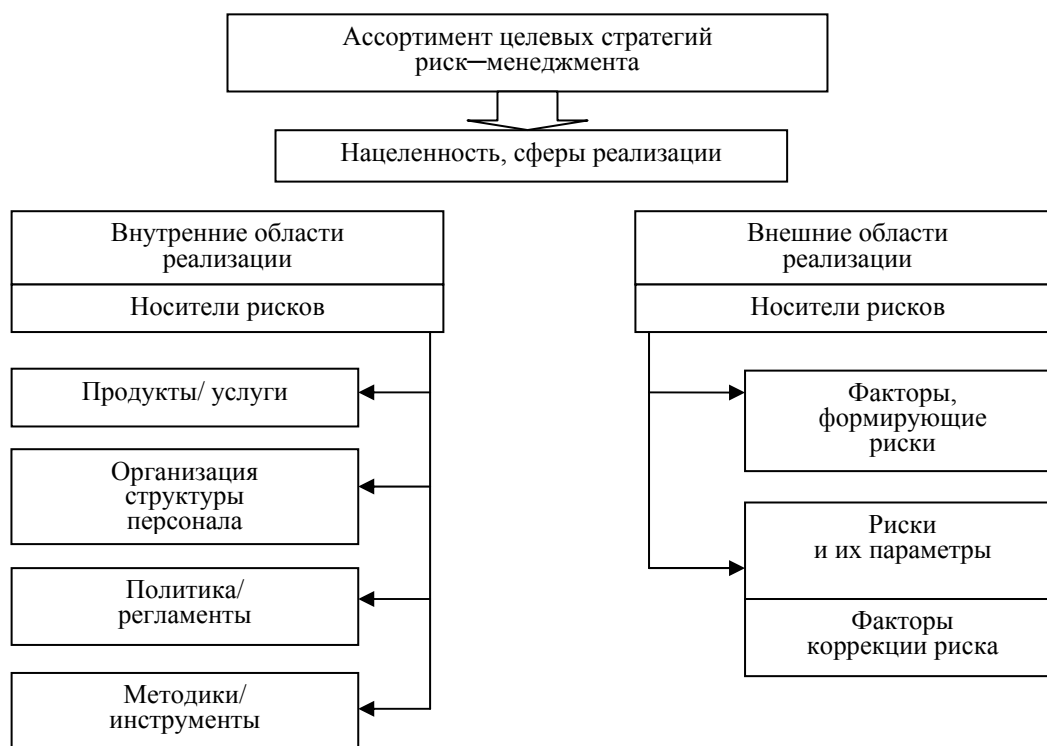 Ассортимент целевых стратегий
риск─менеджмента
Нацеленность, сферы реализации
Внутренние области
реализации
Носители рисков
Продукты/ услуги
Организация
структуры
персонала
Политика/
регламенты
Методики/
инструменты
Внешние области
реализации
Носители рисков
Факторы,
формирующие
риски
Риски
и их параметры
Факторы
коррекции риска